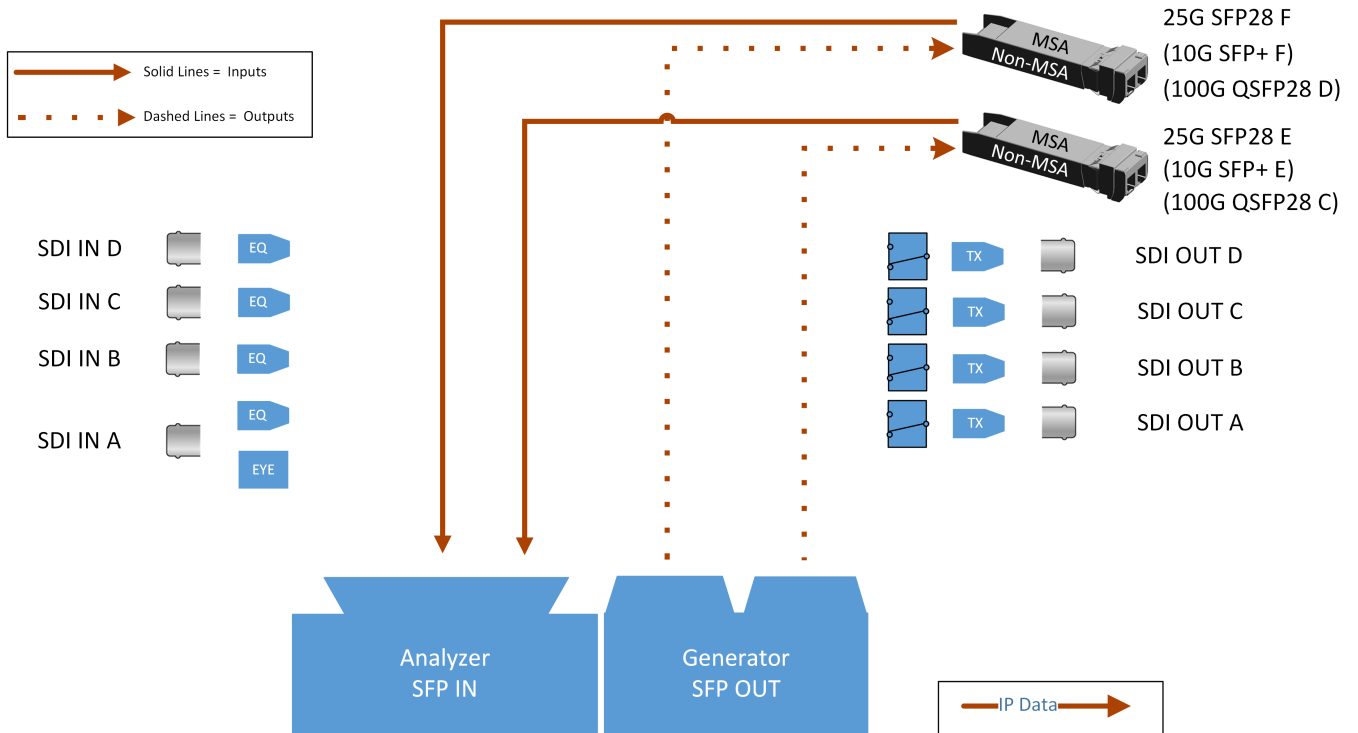 25G SFP28 F
(10G SFP+ F)
(100G QSFP28 D)
MSA
Non-MSA
Solid Lines = Inputs
Dashed Lines = Outputs
25G SFP28 E
(10G SFP+ E)
(100G QSFP28 C)
MSA
Non-MSA
SDI IN D
EQ
SDI IN C
EQ
SDI IN B
EQ
SDI IN A
EQ
EYE
TX
SDI OUT D
TX
SDI OUT C
TX
SDI OUT B
TX
SDI OUT A
Analyzer
SFP IN
Generator
SFP OUT
IP Data